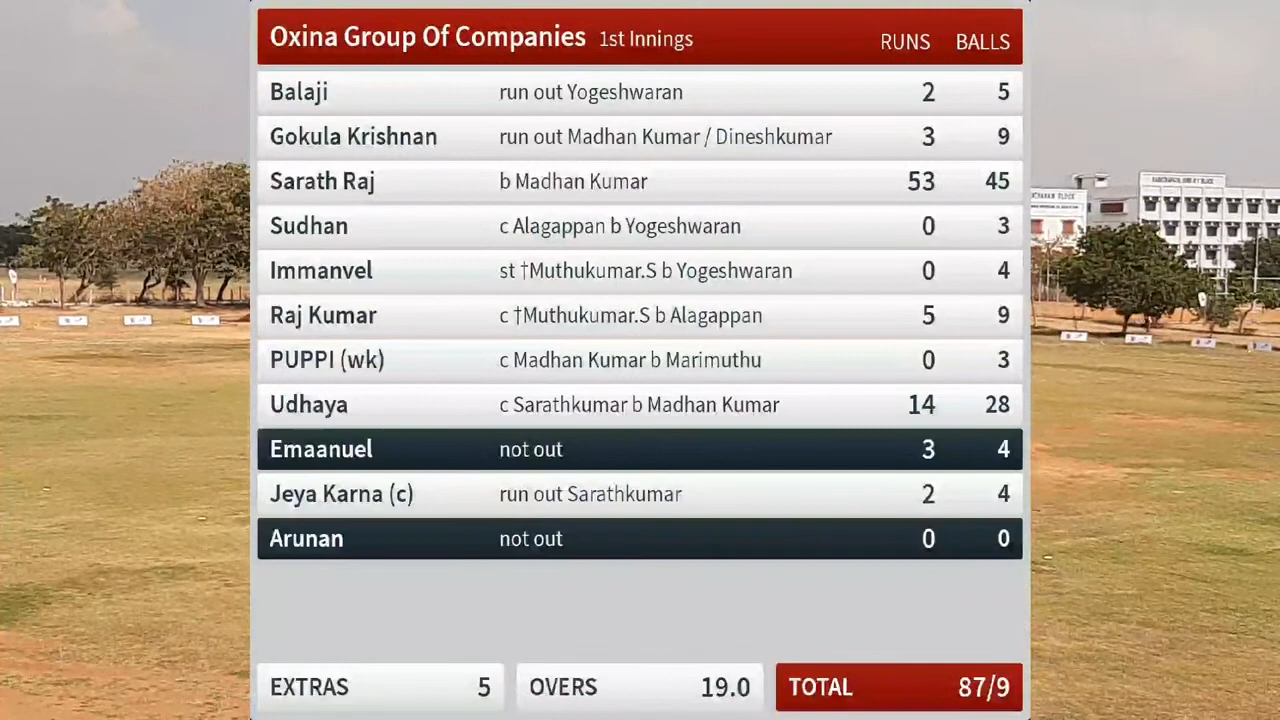 Oxina Group Of Companies 1st Innings RUNS BALLS
Balaji run out Yogeshwaran 2 5
Gokula Krishnan run out Madhan Kumar / Dineshkumar 3 9
Sarath Raj b Madhan Kumar 53 45
Sudhan c Alagappan b Yogeshwaran 0 3
Immanvel st †Muthukumar.S b Yogeshwaran 0 4
Raj Kumar c †Muthukumar.S b Alagappan 5 9
PUPPI (wk) c Madhan Kumar b Marimuthu 0 3
Udhaya c Sarathkumar b Madhan Kumar 14 28
Emaanuel not out 3 4
Jeya Karna (c) run out Sarathkumar 2 4
Arunan not out 0 0
EXTRAS 5 OVERS 19.0 TOTAL 87/9